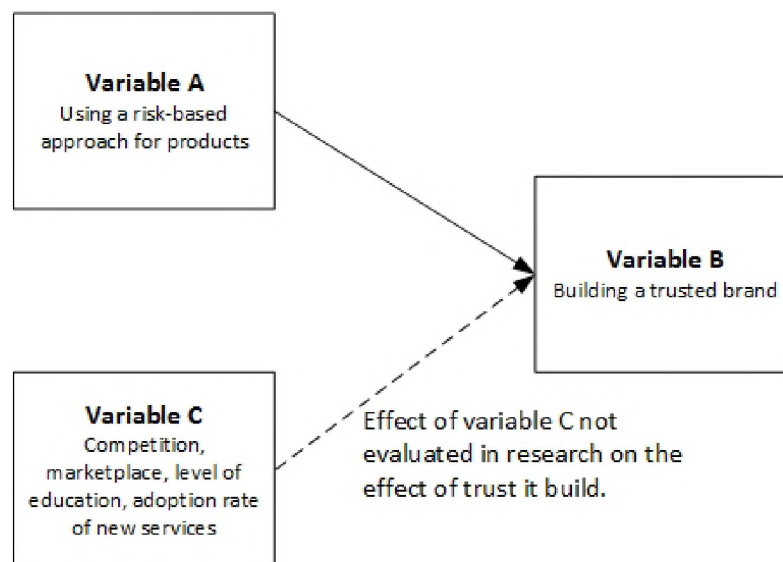 Variable A
Using a risk-based
approach for products
Variable B
Building a trusted brand
Variable C
Competition,
marketplace, level of
education, adoption rate
of new services
Effect of variable C not
evaluated in research on the
effect of trust it build.